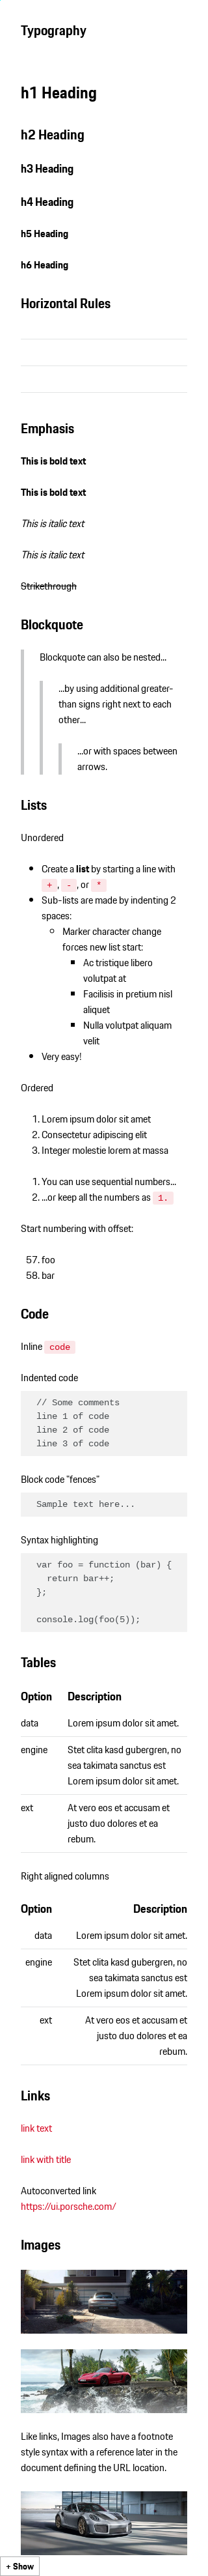 Typography
h1 Heading
h2 Heading
h3 Heading
h4 Heading
h5 Heading
h6 Heading
Horizontal Rules
Emphasis
This is bold text
This is bold text
This is italic text
This is italic text
Strikethrough
Blockquote
Blockquote can also be nested...
...by using additional greater-
than signs right next to each
other...
...or with spaces between
arrows.
Lists
Unordered
Create a list by starting a line with
+ , - , or *
Sub-lists are made by indenting 2
spaces:
Marker character change
forces new list start:
Ac tristique libero
volutpat at
Facilisis in pretium nisl
aliquet
Nulla volutpat aliquam
velit
Very easy!
Ordered
1. Lorem ipsum dolor sit amet
2. Consectetur adipiscing elit
3. Integer molestie lorem at massa
1. You can use sequential numbers...
2. ...or keep all the numbers as 1.
Start numbering with offset:
57. foo
58. bar
Code
Inline code
Indented code
// Some comments
line 1 of code
line 2 of code
line 3 of code
Block code "fences"
Sample text here...
Syntax highlighting
var foo = function (bar) {
return bar++;
};
console.log(foo(5));
Tables
Option Description
data Lorem ipsum dolor sit amet.
engine Stet clita kasd gubergren, no
sea takimata sanctus est
Lorem ipsum dolor sit amet.
ext At vero eos et accusam et
justo duo dolores et ea
rebum.
Right aligned columns
Option Description
data Lorem ipsum dolor sit amet.
engine Stet clita kasd gubergren, no
sea takimata sanctus est
Lorem ipsum dolor sit amet.
ext At vero eos et accusam et
justo duo dolores et ea
rebum.
Links
link text
link with title
Autoconverted link
https://ui.porsche.com/
Images
Like links, Images also have a footnote
style syntax with a reference later in the
document defining the URL location.
+ Show